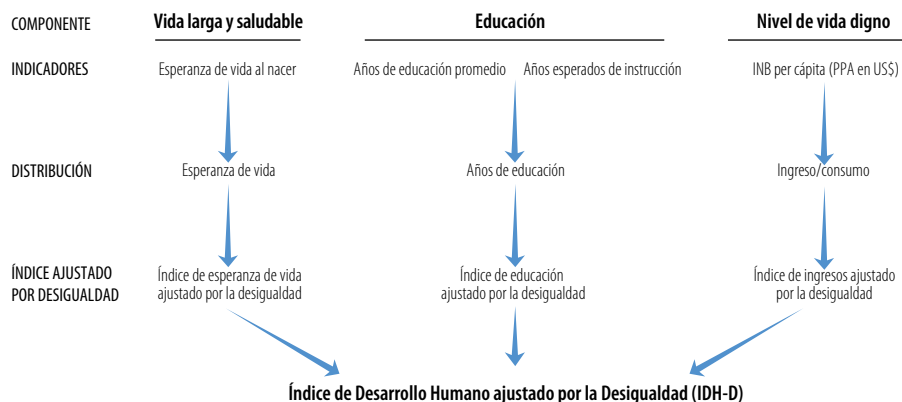 COMPONENTE Vida larga y saludable Educación Nivel de vida digno
INDICADORES Esperanza de vida al nacer Años de educación promedio Años esperados de instrucción INB per cápita (PPA en US$)
DISTRIBUCIÓN Esperanza de vida Años de educación Ingreso/consumo
ÍNDICE AJUSTADO Índice de esperanza de vida Índice de educación Índice de ingresos ajustado
POR DESIGUALDAD ajustado por la desigualdad ajustado por la desigualdad por la desigualdad
Índice de Desarrollo Humano ajustado por la Desigualdad (IDH-D)